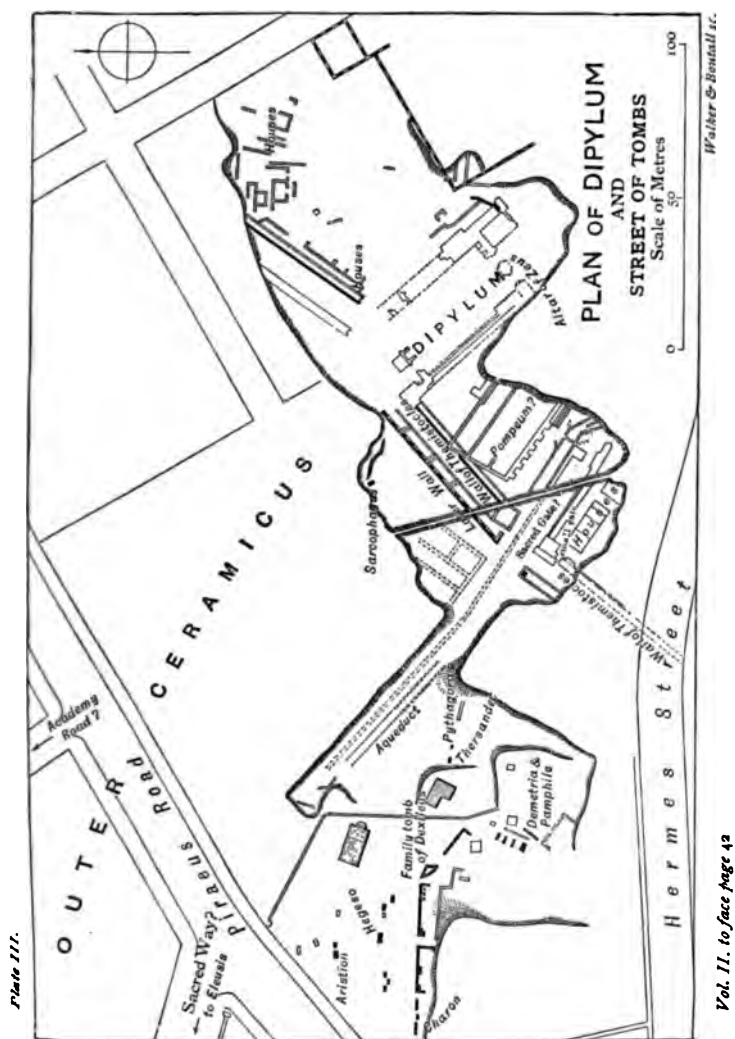 Plate III.
OUTER
CERAMICUS
Academy
Road?
Sacred Way?
to Eleusis
Piraeus Road
Houses
Houses
DIPYLUM
Altar of Zeus
Wall of Themistocles
Wall
Pompeum?
Sarcophagus
Sacred Gate?
Houses
Wall of Themistocles
Aqueduct
Pythagoras
Thersander
Family tomb
of Dexileos
Demetria &
Pamphile
Hegeso
Aristion
Charon
Hermes Street
PLAN OF DIPYLUM
AND
STREET OF TOMBS
Scale of Metres
0 50 100
Walker & Boutall sc.
Vol. II. to face page 42